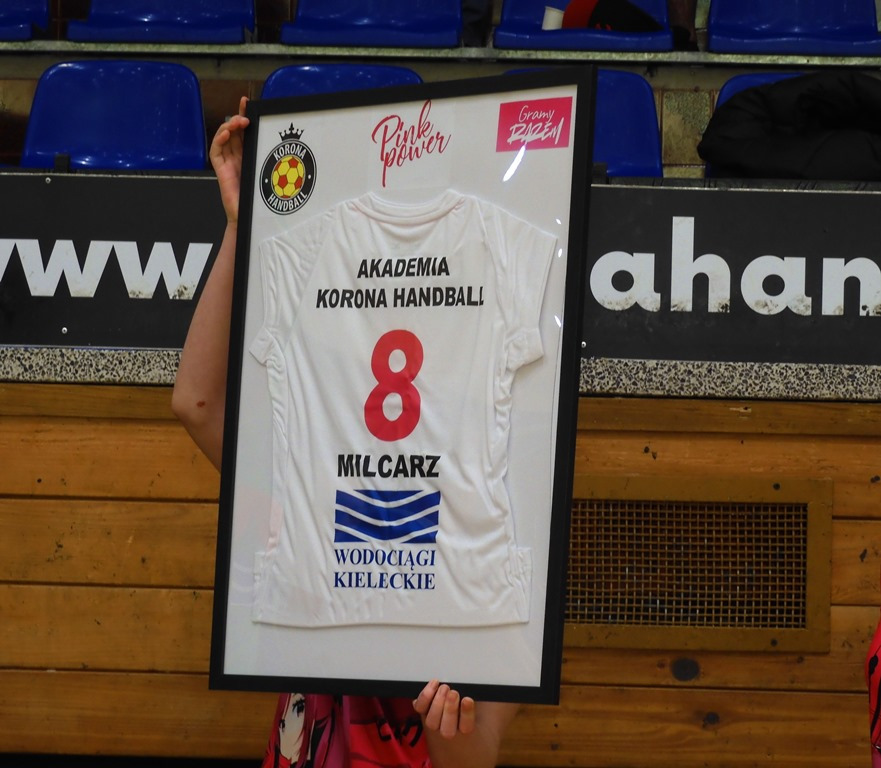 KORONA
HANDBALL
Pink
power
Gramy
RAZEM
www
ahan
AKADEMIA
KORONA HANDBALL
8
MILCARZ
WODOCIĄGI
KIELECKIE